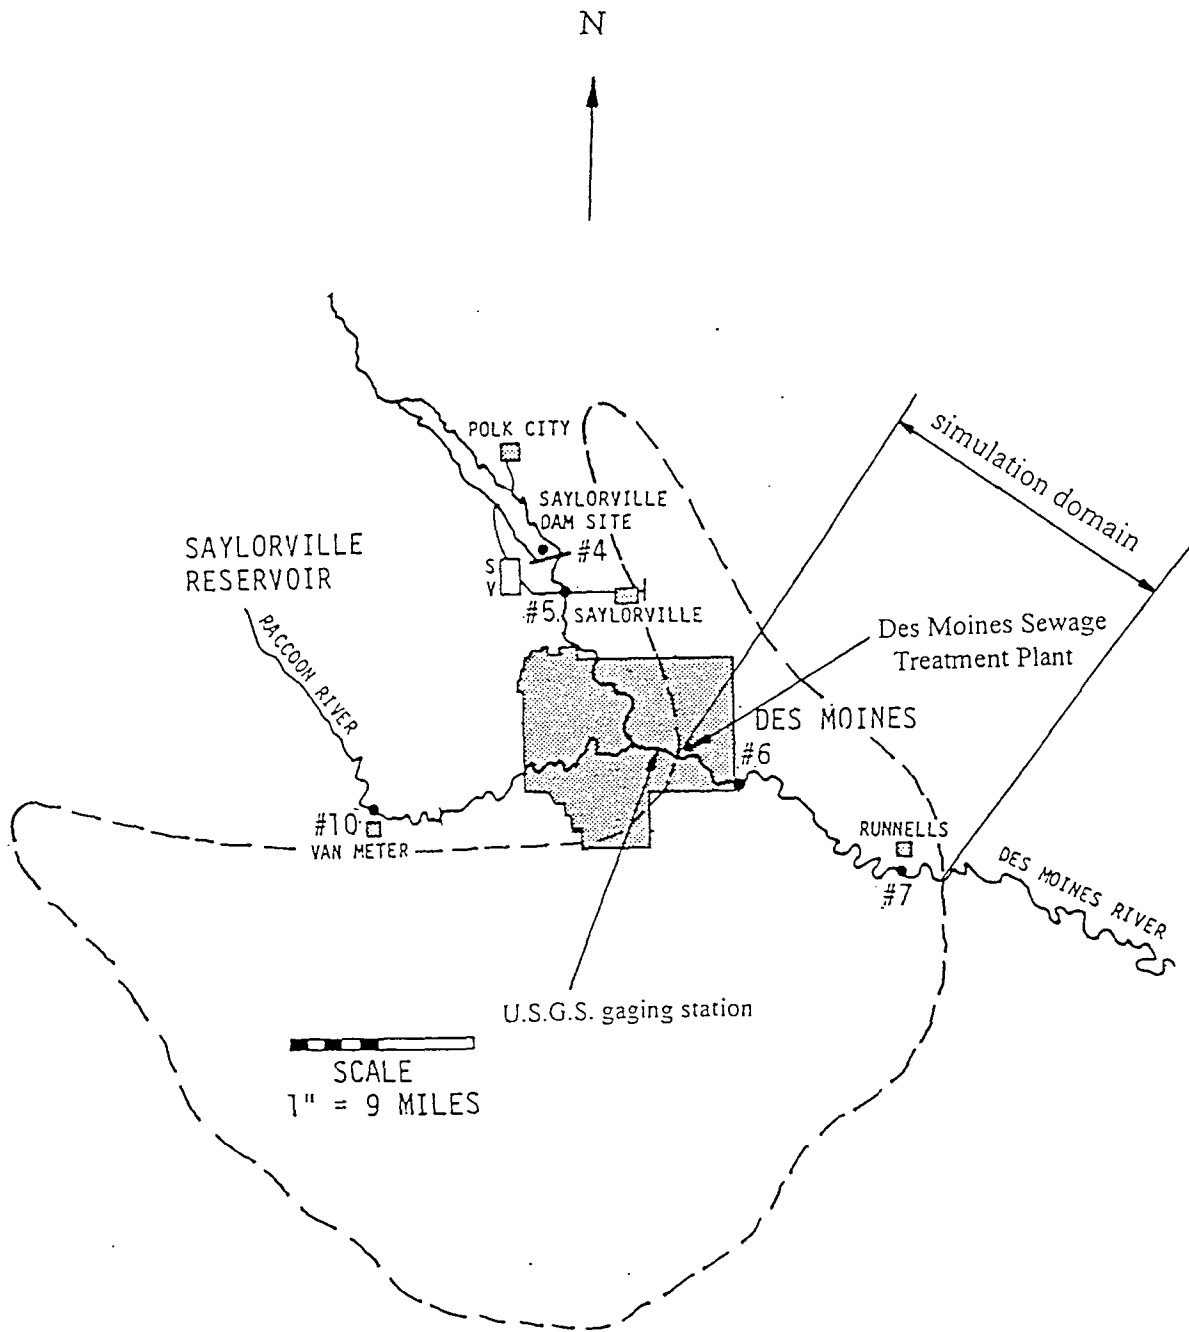 N
simulation domain
POLK CITY
SAYLORVILLE
DAM SITE
#4
SAYLORVILLE
RESERVOIR
S
V
#5
SAYLORVILLE
RACCOON RIVER
Des Moines Sewage
Treatment Plant
DES MOINES
#6
#10
VAN METER
RUNNELLS
#7
DES MOINES RIVER
U.S.G.S. gaging station
SCALE
1" = 9 MILES